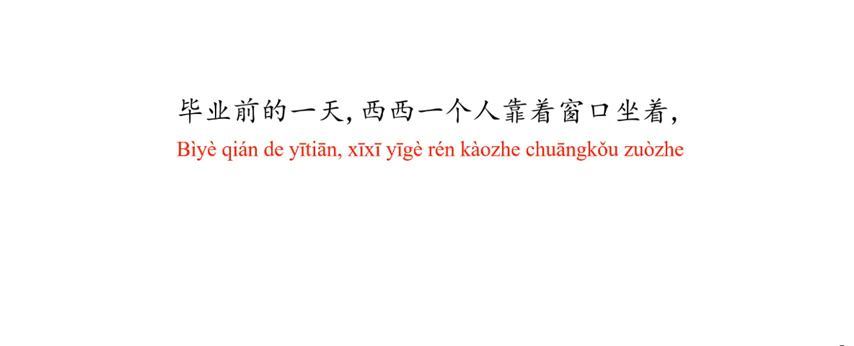 毕业前的一天,西西一个人靠着窗口坐着,
Bìyè qián de yītiān, xīxī yīgè rén kàozhe chuāngkǒu zuòzhe